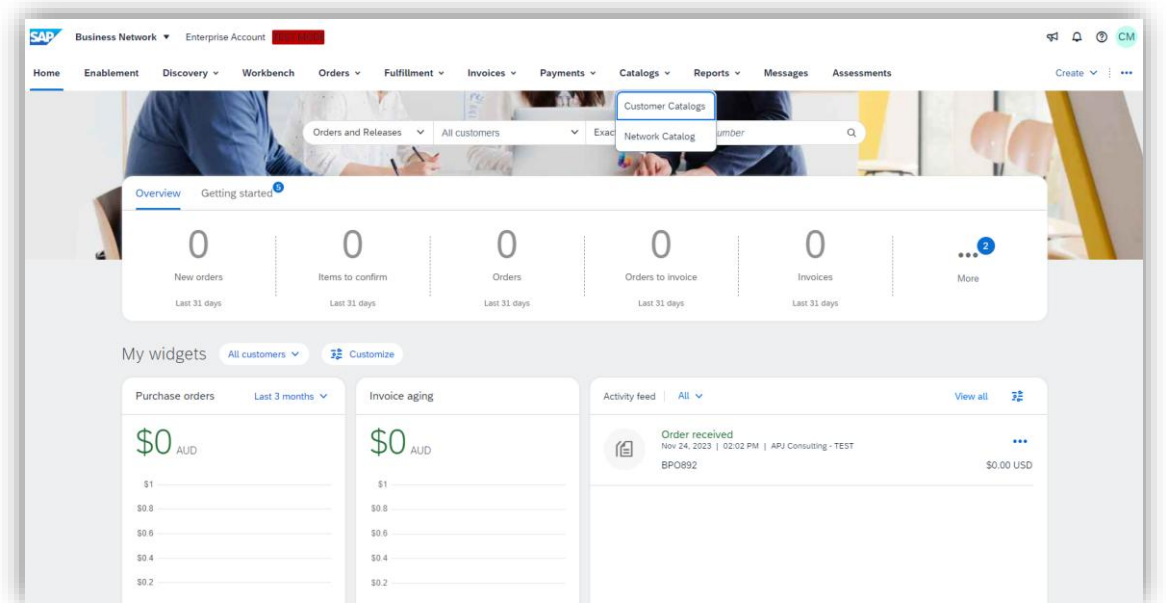 SAP Business Network Enterprise Account TEST MODE
CM
Home Enablement Discovery Workbench Orders Fulfillment Invoices Payments Catalogs Reports Messages Assessments Create
Customer Catalogs
Network Catalog
Orders and Releases All customers Exac umber
Overview Getting started 5
0 0 0 0 0 ... 2
New orders Items to confirm Orders Orders to invoice Invoices More
Last 31 days Last 31 days Last 31 days Last 31 days Last 31 days
My widgets All customers Customize
Purchase orders Last 3 months Invoice aging Activity feed All View all
$0 AUD $0 AUD
Order received
Nov 24, 2023 | 02:02 PM | APJ Consulting - TEST
BPO892 $0.00 USD
$1 $1
$0.8 $0.8
$0.6 $0.6
$0.4 $0.4
$0.2 $0.2